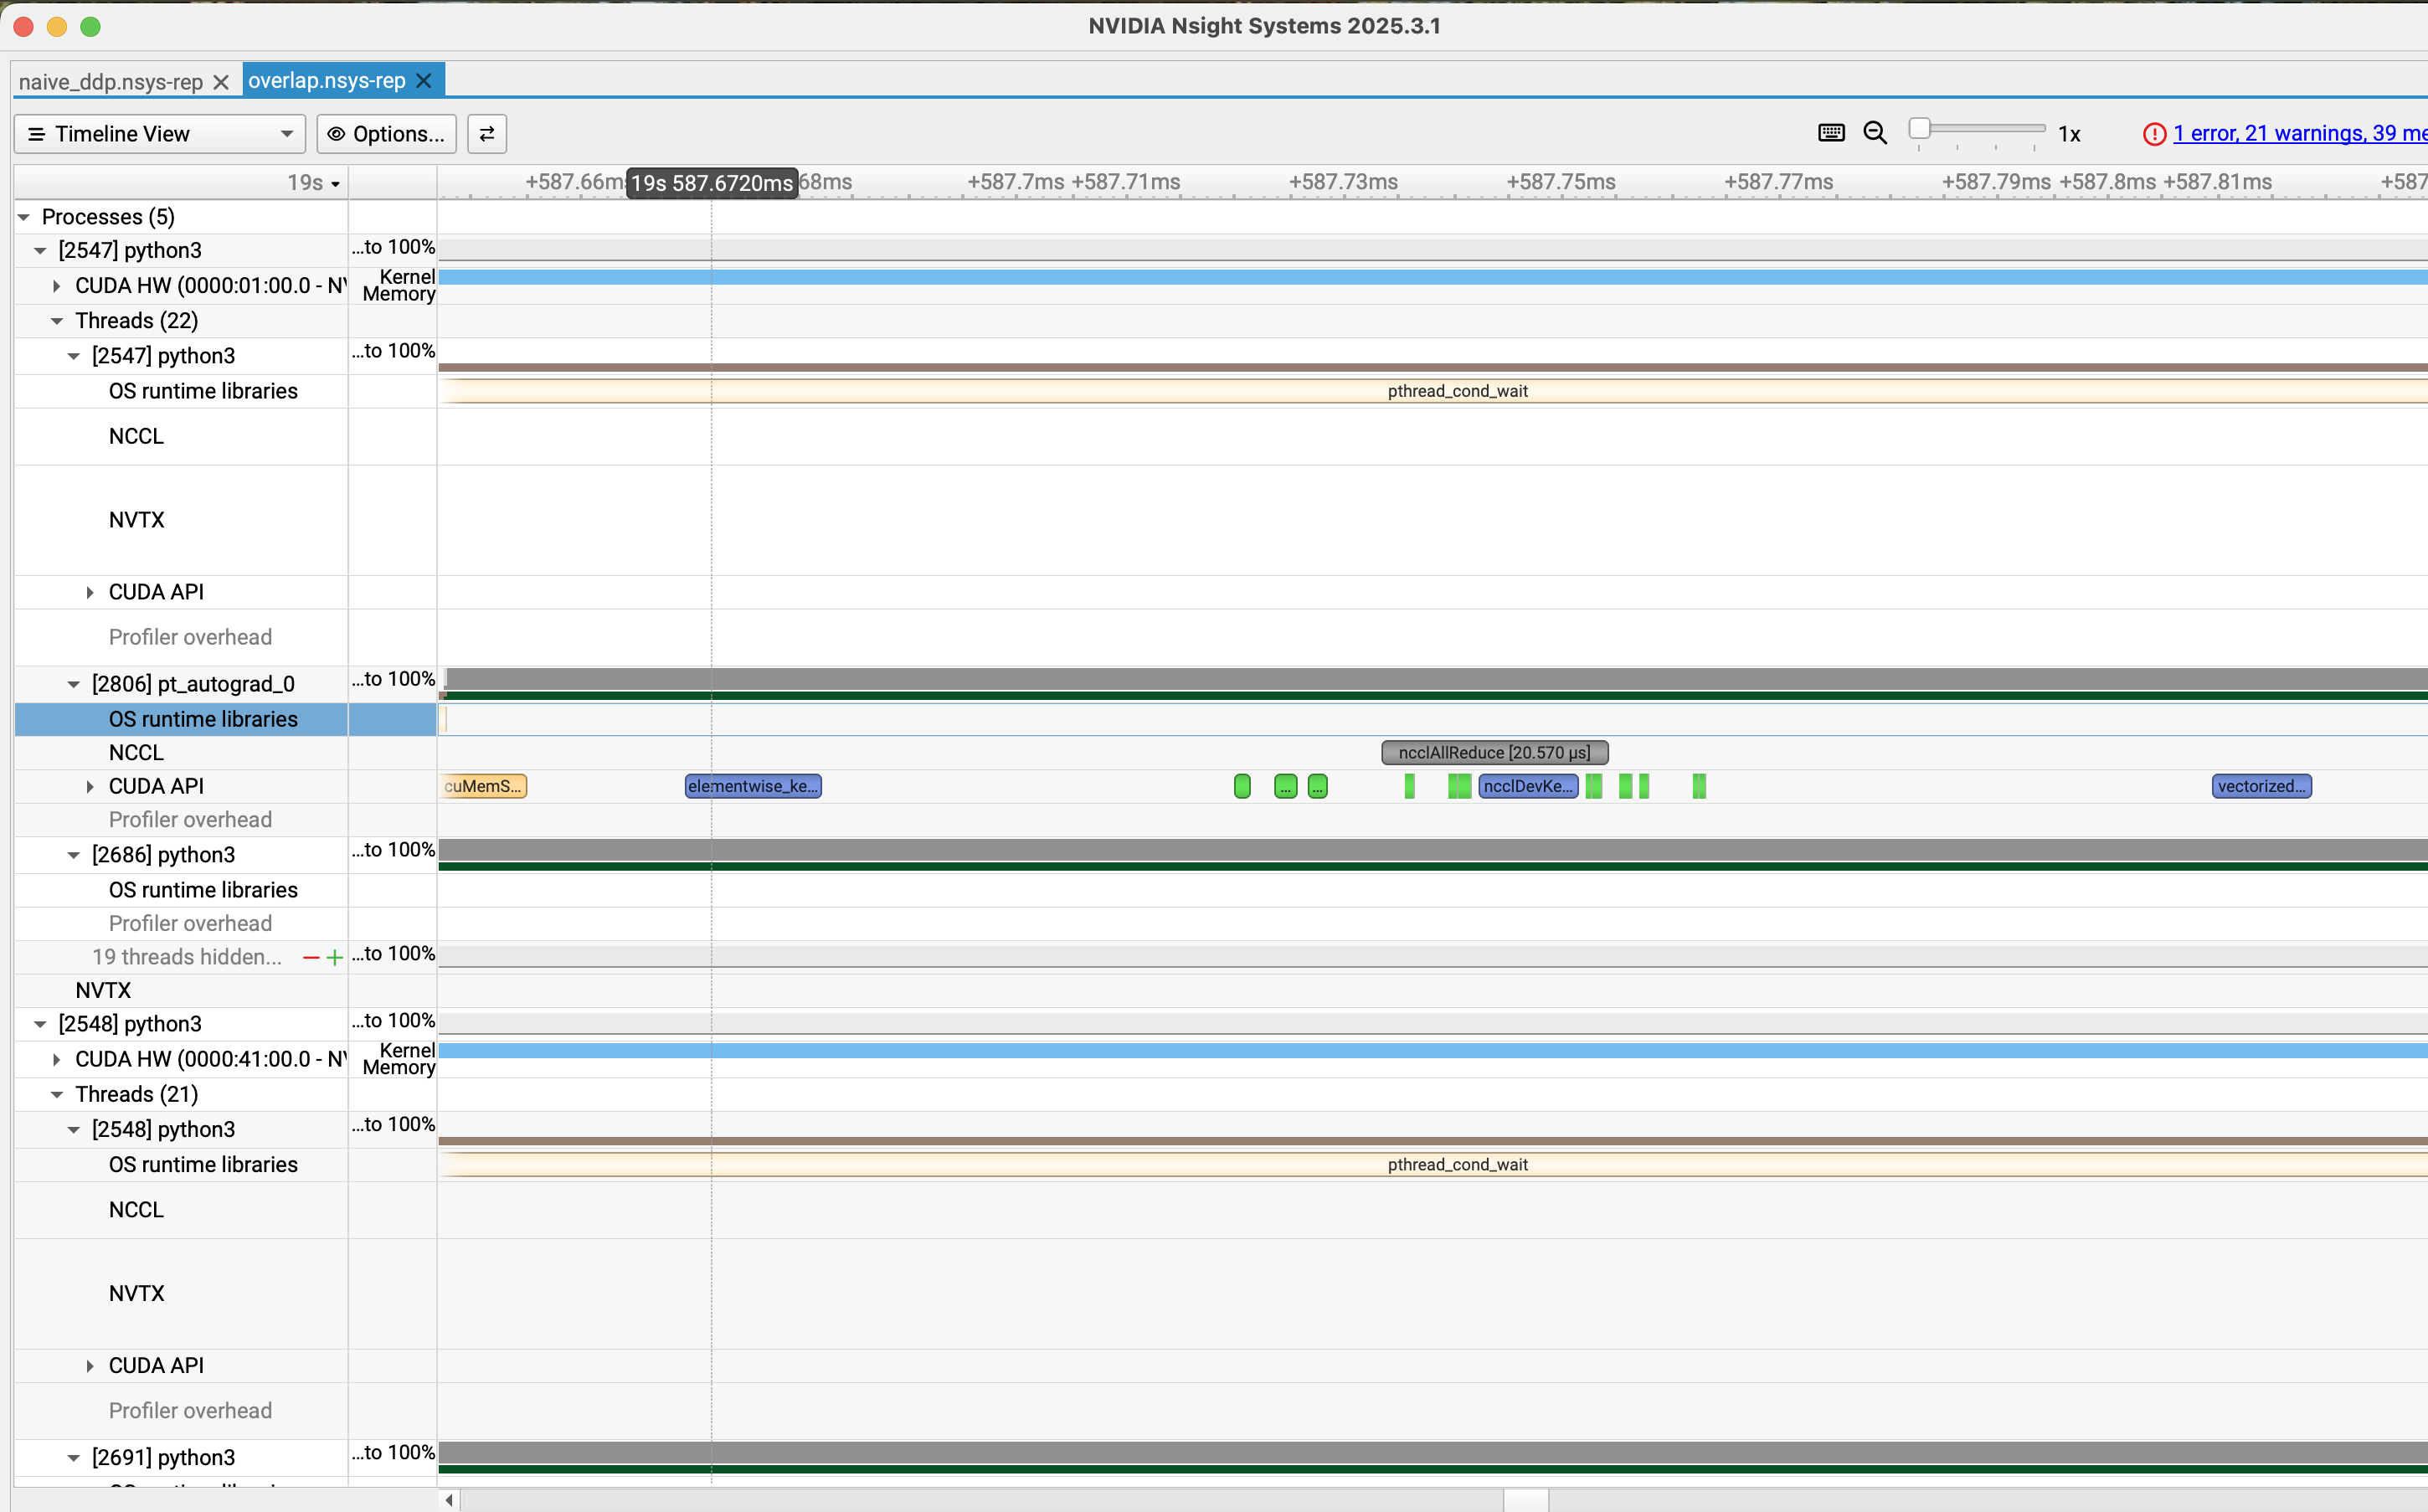 NVIDIA Nsight Systems 2025.3.1
naive_ddp.nsys-rep
overlap.nsys-rep
Timeline View
Options...
1x
1 error, 21 warnings, 39 me
19s
+587.66m
19s 587.6720ms
68ms
+587.7ms
+587.71ms
+587.73ms
+587.75ms
+587.77ms
+587.79ms
+587.8ms
+587.81ms
+587
Processes (5)
[2547] python3
...to 100%
CUDA HW (0000:01:00.0 - NV
Kernel
Memory
Threads (22)
[2547] python3
...to 100%
OS runtime libraries
pthread_cond_wait
NCCL
NVTX
CUDA API
Profiler overhead
[2806] pt_autograd_0
...to 100%
OS runtime libraries
NCCL
ncclAllReduce [20.570 μs]
CUDA API
cuMemS...
elementwise_ke...
...
...
ncclDevKe...
vectorized...
Profiler overhead
[2686] python3
...to 100%
OS runtime libraries
Profiler overhead
19 threads hidden...
...to 100%
NVTX
[2548] python3
...to 100%
CUDA HW (0000:41:00.0 - NV
Kernel
Memory
Threads (21)
[2548] python3
...to 100%
OS runtime libraries
pthread_cond_wait
NCCL
NVTX
CUDA API
Profiler overhead
[2691] python3
...to 100%